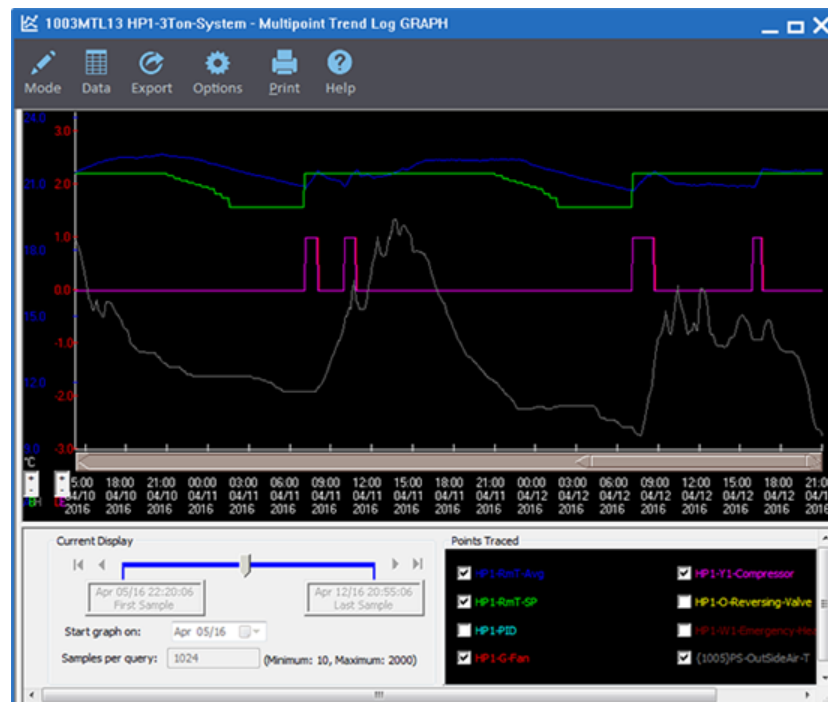 1003MTL13 HP1-3Ton-System - Multipoint Trend Log GRAPH
Mode Data Export Options Print Help
24.0 3.0
21.0 2.0
18.0 1.0
0.0
15.0
-1.0
12.0
-2.0
9.0 -3.0
°C
5:00 18:00 21:00 00:00 03:00 06:00 09:00 12:00 15:00 18:00 21:00 00:00 03:00 06:00 09:00 12:00 15:00 18:00 21:0
04/10 04/10 04/10 04/11 04/11 04/11 04/11 04/11 04/11 04/11 04/11 04/12 04/12 04/12 04/12 04/12 04/12 04/12 04/12
2016 2016 2016 2016 2016 2016 2016 2016 2016 2016 2016 2016 2016 2016 2016 2016 2016 2016 2016
Current Display
Apr 05/16 22:20:06
First Sample
Apr 12/16 20:55:06
Last Sample
Start graph on: Apr 05/16
Samples per query: 1024 (Minimum: 10, Maximum: 2000)
Points Traced
HP1-RmT-Avg HP1-Y1-Compressor
HP1-RmT-SP HP1-O-Reversing-Valve
HP1-PID HP1-W1-Emergency-Hea
HP1-G-Fan (1005)PS-OutSideAir-T